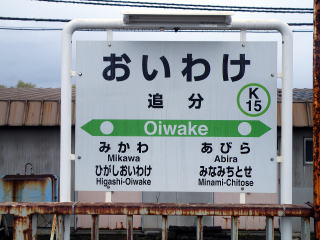 おいわけ
追分
K
15
Oiwake
みかわ
Mikawa
ひがしおいわけ
Higashi-Oiwake
あびら
Abira
みなみちとせ
Minami-Chitose